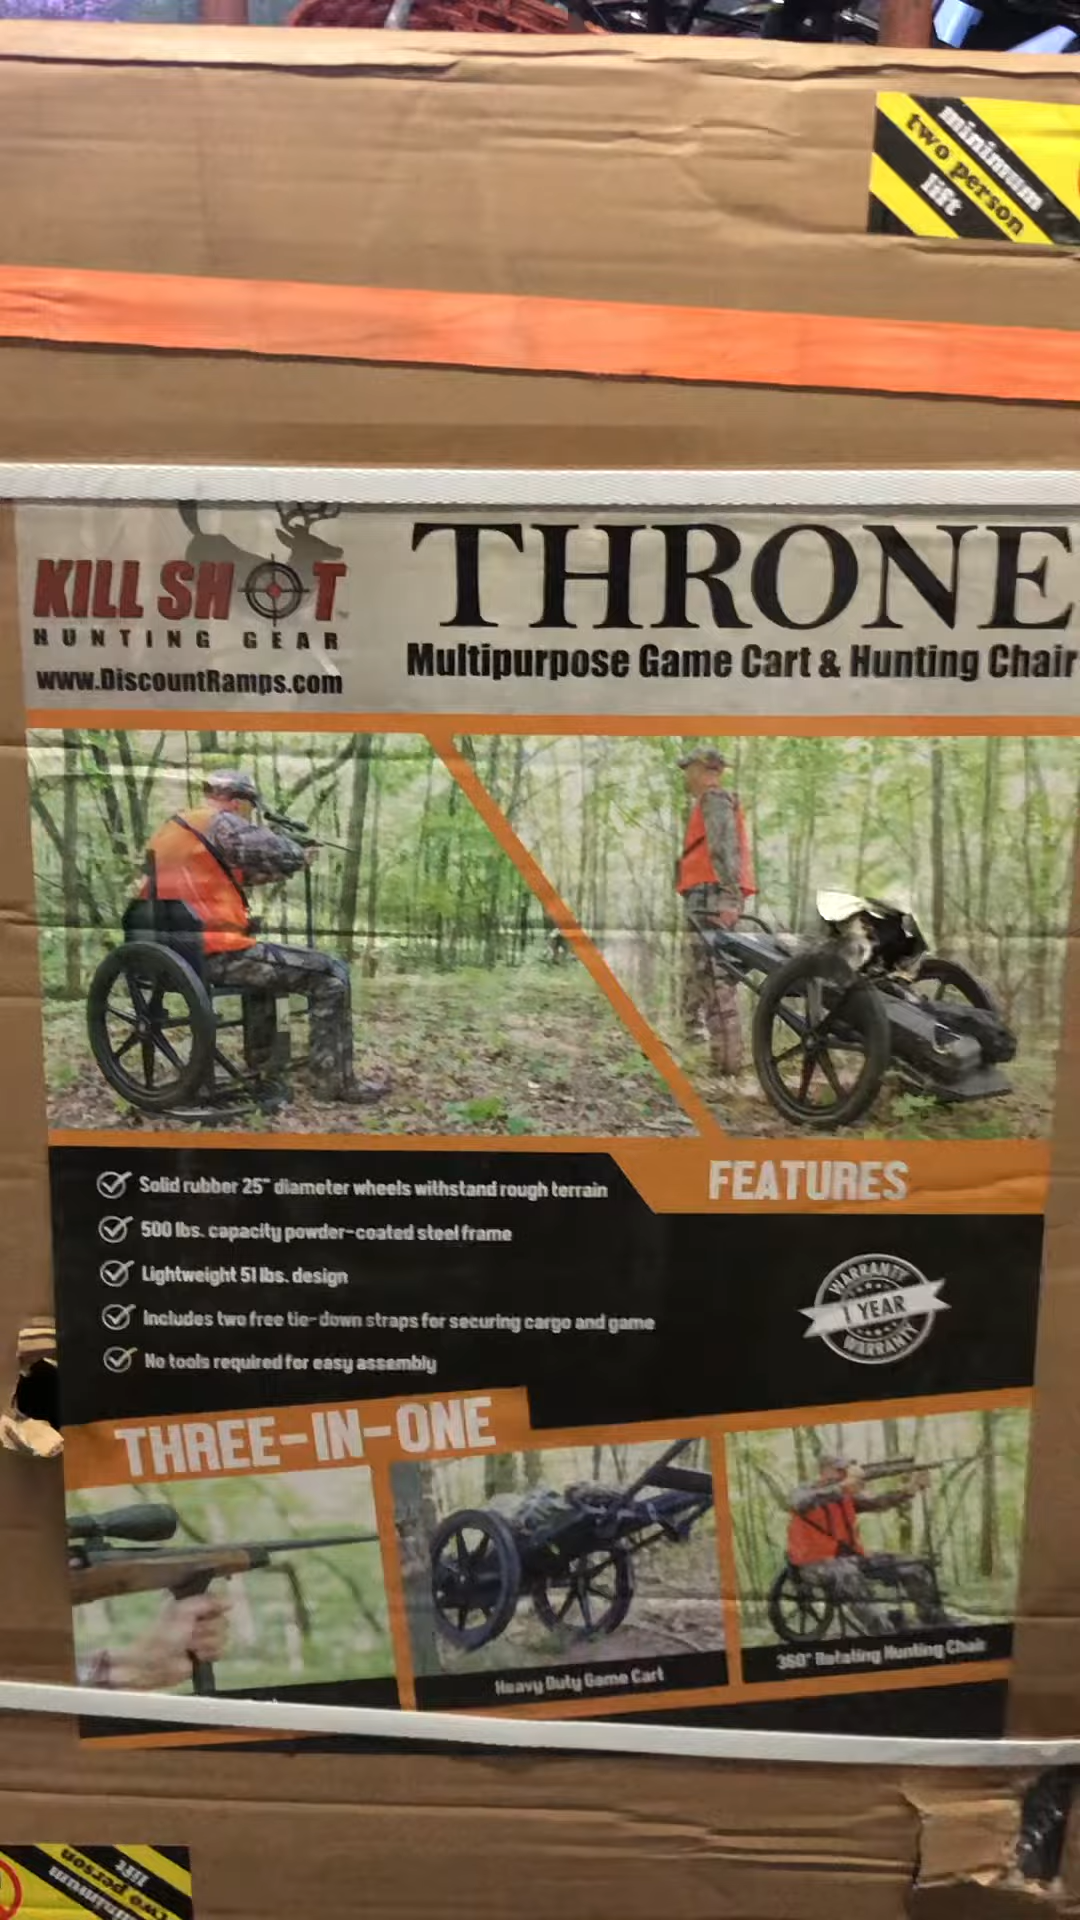 minimum
two person
lift
KILL SHOT
HUNTING GEAR
www.DiscountRamps.com
THRONE
Multipurpose Game Cart & Hunting Chair
FEATURES
Solid rubber 25" diameter wheels withstand rough terrain
500 lbs. capacity powder-coated steel frame
Lightweight 51 lbs. design
Includes two free tie-down straps for securing cargo and game
No tools required for easy assembly
WARRANTY
1 YEAR
WARRANTY
THREE-IN-ONE
Heavy Duty Game Cart
360° Rotating Hunting Chair
minimum
two person
lift